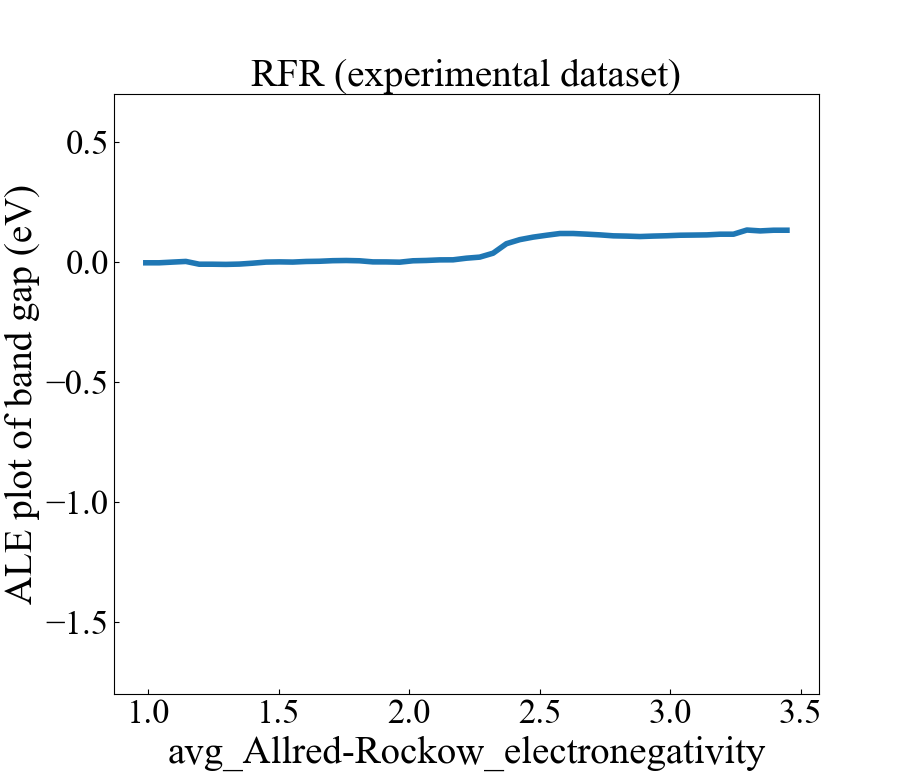 RFR (experimental dataset)
ALE plot of band gap (eV)
0.5
0.0
−0.5
−1.0
−1.5
1.0 1.5 2.0 2.5 3.0 3.5
avg_Allred-Rockow_electronegativity